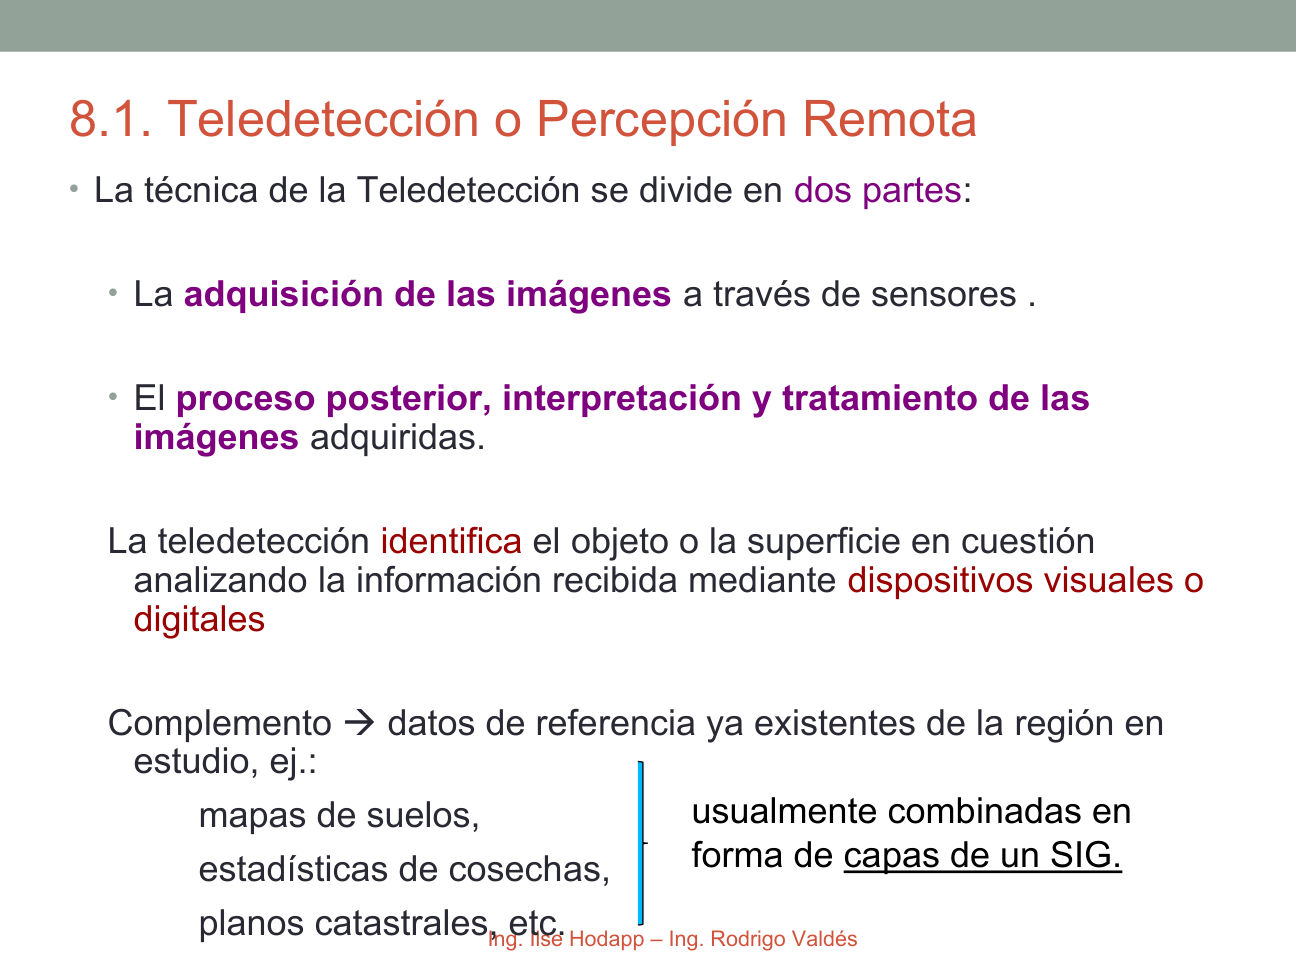 8.1. Teledetección o Percepción Remota
• La técnica de la Teledetección se divide en dos partes:
• La adquisición de las imágenes a través de sensores .
• El proceso posterior, interpretación y tratamiento de las
imágenes adquiridas.
La teledetección identifica el objeto o la superficie en cuestión
analizando la información recibida mediante dispositivos visuales o
digitales
Complemento → datos de referencia ya existentes de la región en
estudio, ej.:
mapas de suelos,
estadísticas de cosechas,
planos catastrales, etc.
usualmente combinadas en
forma de capas de un SIG.
Ing. Ilse Hodapp – Ing. Rodrigo Valdés